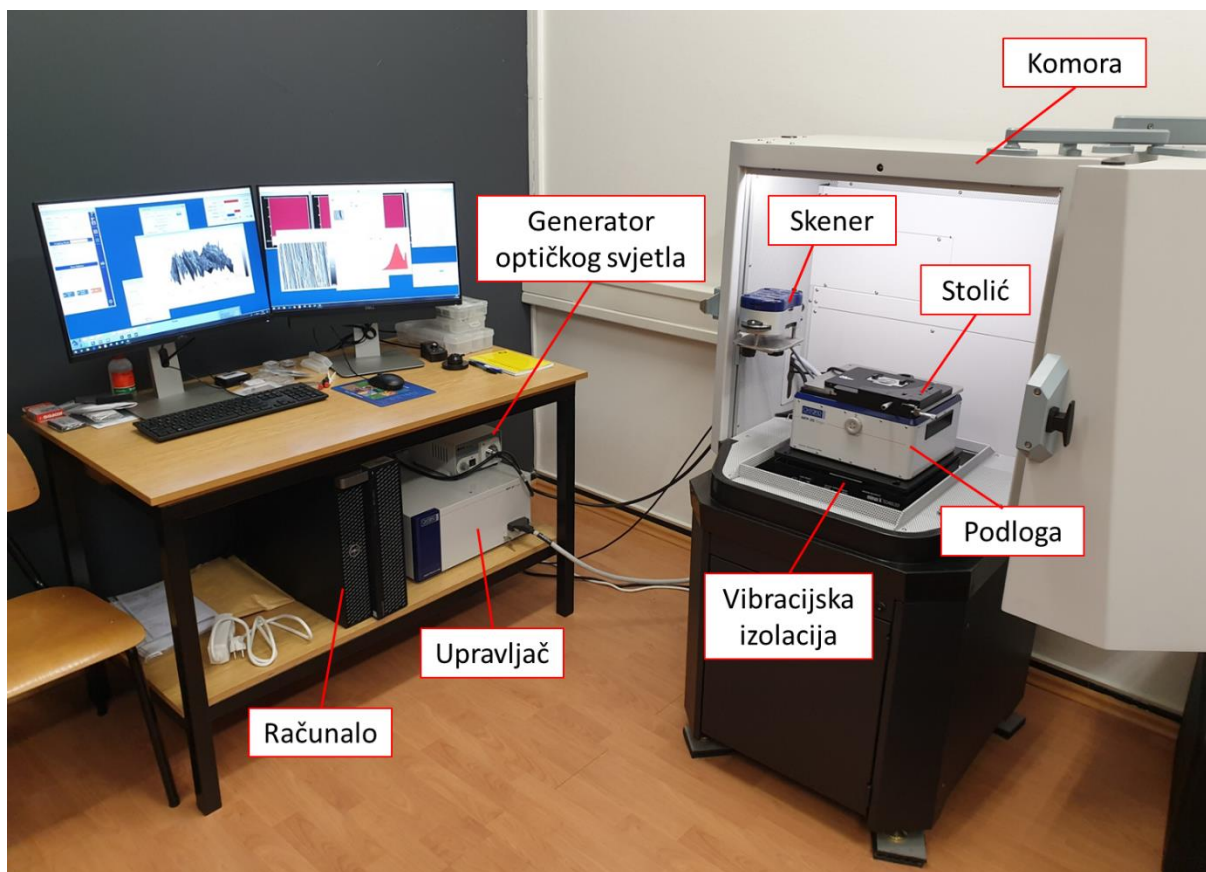 Komora
Skener
Generator
optičkog svjetla
Stolić
Podloga
Vibracijska
izolacija
Upravljač
Računalo